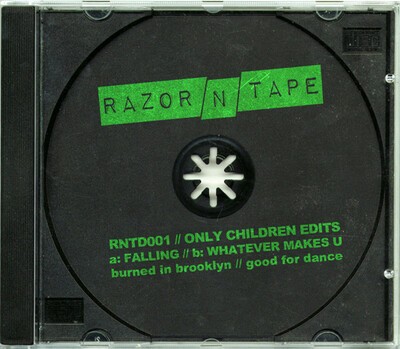 RAZOR/N/TAPE
RNTD001 // ONLY CHILDREN EDITS
a: FALLING // b: WHATEVER MAKES U
burned in brooklyn // good for dance